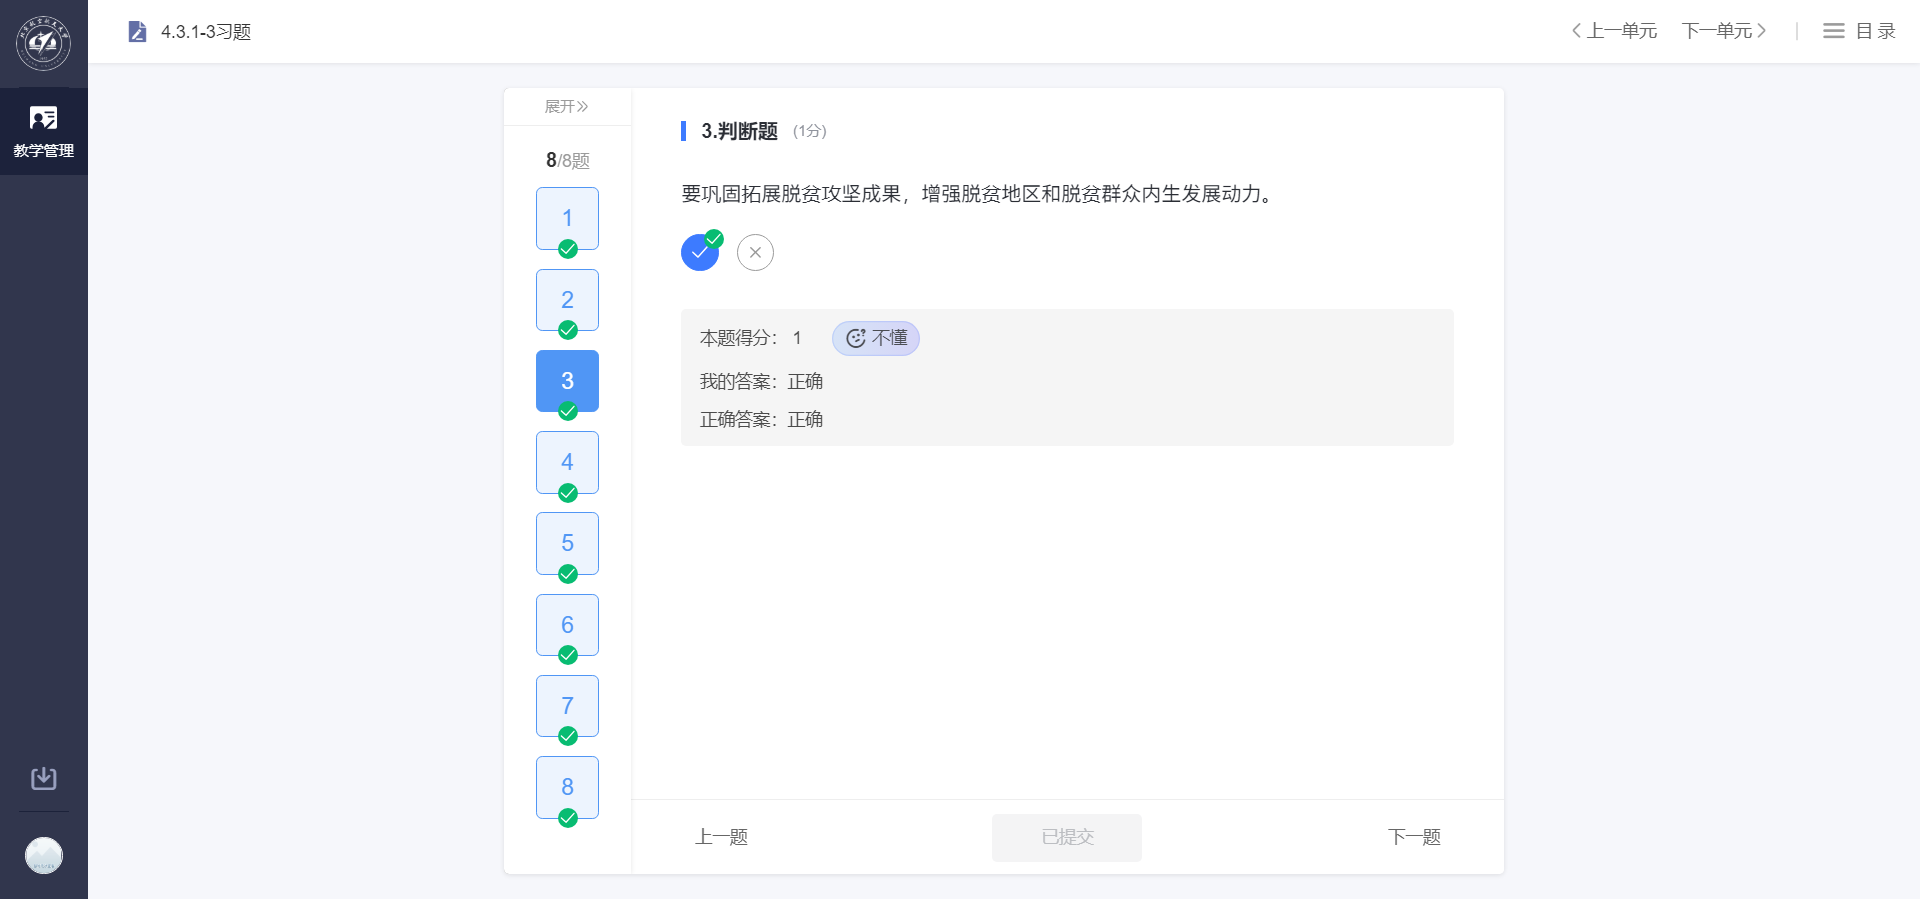 4.3.1-3习题
上一单元
下一单元
目录
教学管理
展开
8/8题
1
2
3
4
5
6
7
8
3.判断题 (1分)
要巩固拓展脱贫攻坚成果，增强脱贫地区和脱贫群众内生发展动力。
本题得分： 1 不懂
我的答案：正确
正确答案：正确
上一题
已提交
下一题